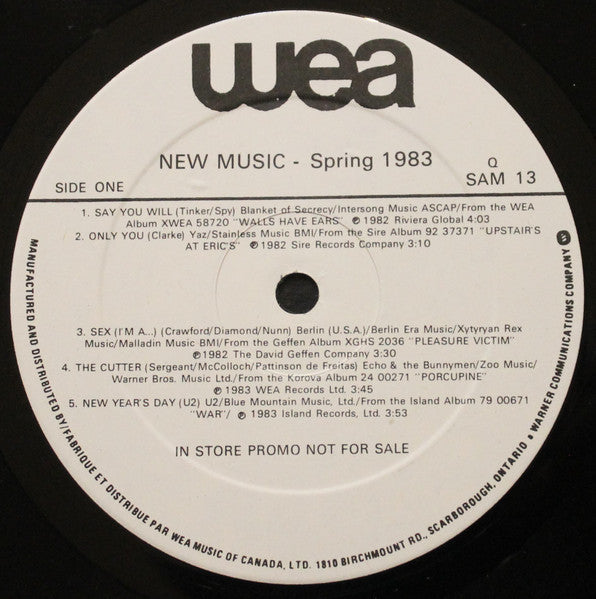 wea
NEW MUSIC - Spring 1983
Q
SIDE ONE
SAM 13
1. SAY YOU WILL (Tinker/Spy) Blanket of Secrecy/Intersong Music ASCAP/From the WEA
Album XWEA 58720 "WALLS HAVE EARS" ℗ 1982 Riviera Global 4:03
2. ONLY YOU (Clarke) Yaz/Stainless Music BMI/From the Sire Album 92 37371 "UPSTAIR'S
AT ERIC'S" ℗ 1982 Sire Records Company 3:10
3. SEX (I'M A...) (Crawford/Diamond/Nunn) Berlin (U.S.A.)/Berlin Era Music/Xytyryan Rex
Music/Malladin Music BMI/From the Geffen Album XGHS 2036 "PLEASURE VICTIM"
℗1982 The David Geffen Company 3:30
4. THE CUTTER (Sergeant/McColloch/Pattinson de Freitas) Echo & the Bunnymen/Zoo Music/
Warner Bros. Music Ltd./From the Korova Album 24 00271 "PORCUPINE"
℗ 1983 WEA Records Ltd. 3:45
5. NEW YEAR'S DAY (U2) U2/Blue Mountain Music, Ltd./From the Island Album 79 00671
"WAR"/ ℗ 1983 Island Records, Ltd. 3:53
IN STORE PROMO NOT FOR SALE
MANUFACTURED AND DISTRIBUTED BY/FABRIQUE ET DISTRIBUE PAR WEA MUSIC OF CANADA, LTD. 1810 BIRCHMOUNT RD., SCARBOROUGH, ONTARIO • WARNER COMMUNICATIONS COMPANY